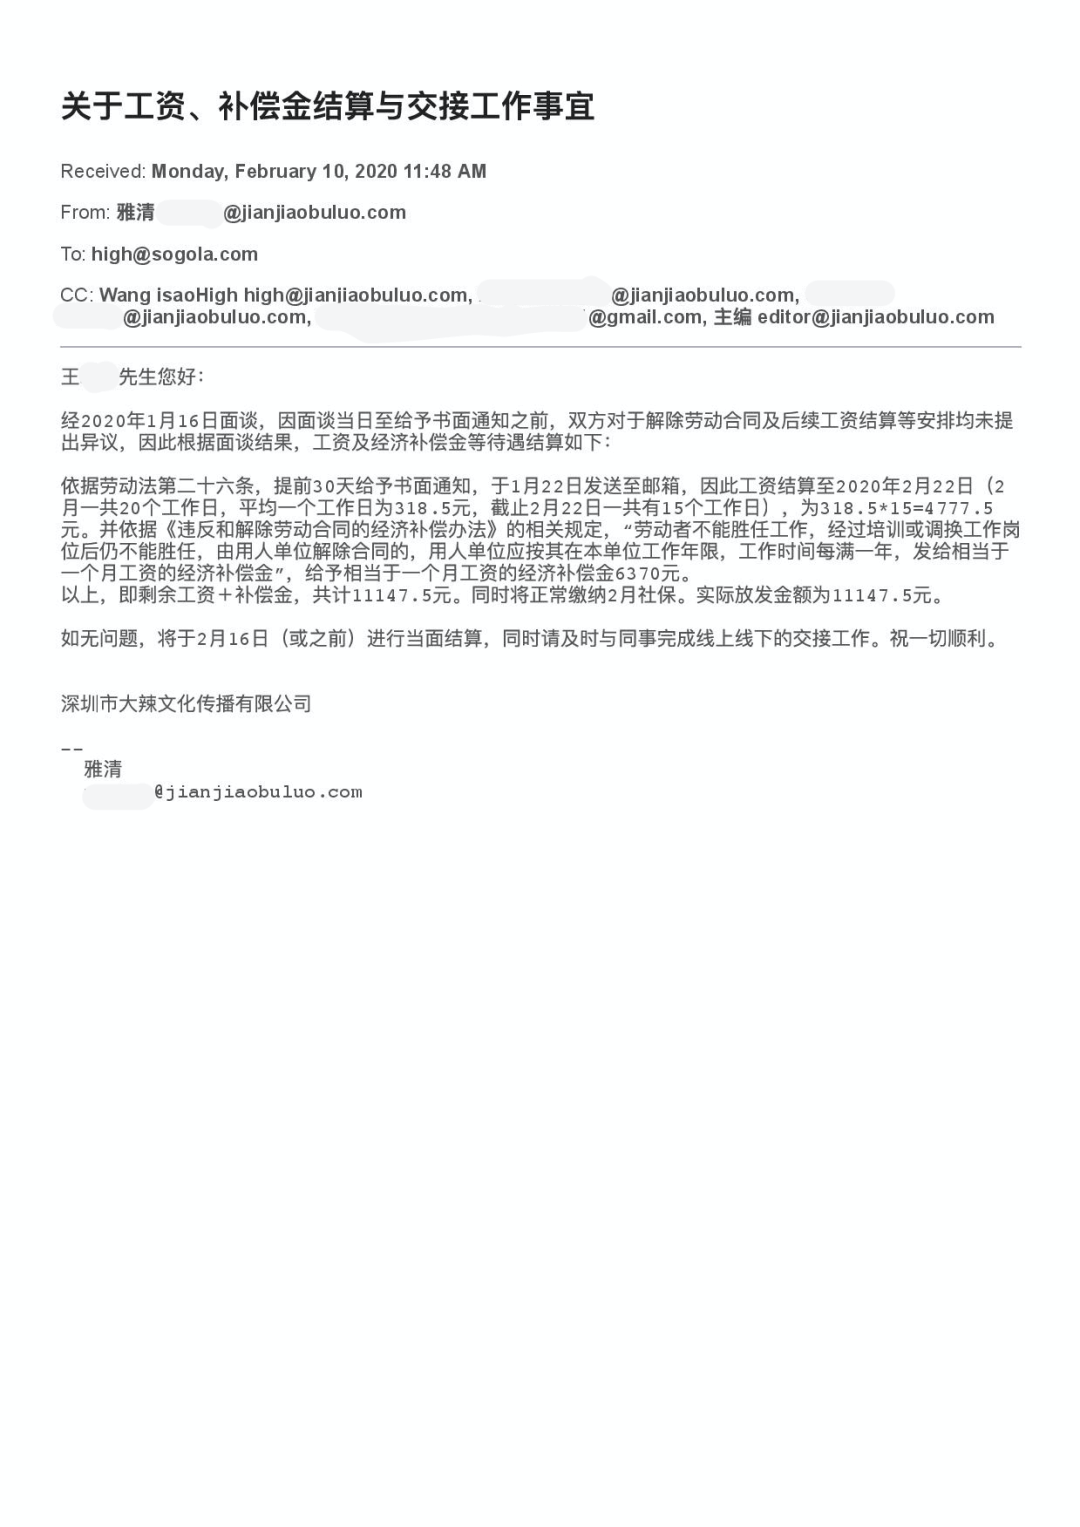 关于工资、补偿金结算与交接工作事宜
Received: Monday, February 10, 2020 11:48 AM
From: 雅清 @jianjiaobuluo.com
To: high@sogola.com
CC: Wang isaoHigh high@jianjiaobuluo.com, @jianjiaobuluo.com,
@jianjiaobuluo.com, @gmail.com, 主编 editor@jianjiaobuluo.com
王 先生您好：
经2020年1月16日面谈，因面谈当日至给予书面通知之前，双方对于解除劳动合同及后续工资结算等安排均未提
出异议，因此根据面谈结果，工资及经济补偿金等待遇结算如下：
依据劳动法第二十六条，提前30天给予书面通知，于1月22日发送至邮箱，因此工资结算至2020年2月22日（2
月一共20个工作日，平均一个工作日为318.5元，截止2月22日一共有15个工作日），为318.5*15=4777.5
元。并依据《违反和解除劳动合同的经济补偿办法》的相关规定，“劳动者不能胜任工作，经过培训或调换工作岗
位后仍不能胜任，由用人单位解除合同的，用人单位应按其在本单位工作年限，工作时间每满一年，发给相当于
一个月工资的经济补偿金”，给予相当于一个月工资的经济补偿金6370元。
以上，即剩余工资＋补偿金，共计11147.5元。同时将正常缴纳2月社保。实际放发金额为11147.5元。
如无问题，将于2月16日（或之前）进行当面结算，同时请及时与同事完成线上线下的交接工作。祝一切顺利。
深圳市大辣文化传播有限公司
--
雅清
@jianjiaobuluo.com